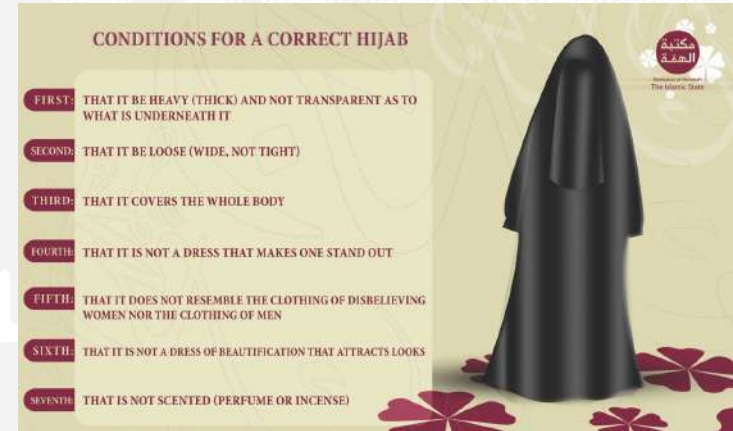 CONDITIONS FOR A CORRECT HIJAB
مكتبة
الهمة
The Islamic State
FIRST: THAT IT BE HEAVY (THICK) AND NOT TRANSPARENT AS TO
WHAT IS UNDERNEATH IT
SECOND: THAT IT BE LOOSE (WIDE, NOT TIGHT)
THIRD: THAT IT COVERS THE WHOLE BODY
FOURTH: THAT IT IS NOT A DRESS THAT MAKES ONE STAND OUT
FIFTH: THAT IT DOES NOT RESEMBLE THE CLOTHING OF DISBELIEVING
WOMEN NOR THE CLOTHING OF MEN
SIXTH: THAT IT IS NOT A DRESS OF BEAUTIFICATION THAT ATTRACTS LOOKS
SEVENTH: THAT IS NOT SCENTED (PERFUME OR INCENSE)